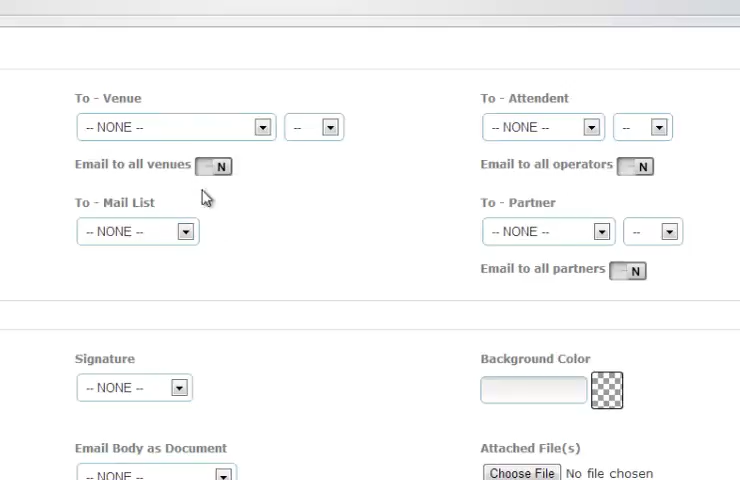 To - Venue
-- NONE --
--
To - Attendent
-- NONE --
--
Email to all venues N
Email to all operators N
To - Mail List
-- NONE --
To - Partner
-- NONE --
--
Email to all partners N
Signature
-- NONE --
Background Color
Email Body as Document
-- NONE --
Attached File(s)
Choose File No file chosen